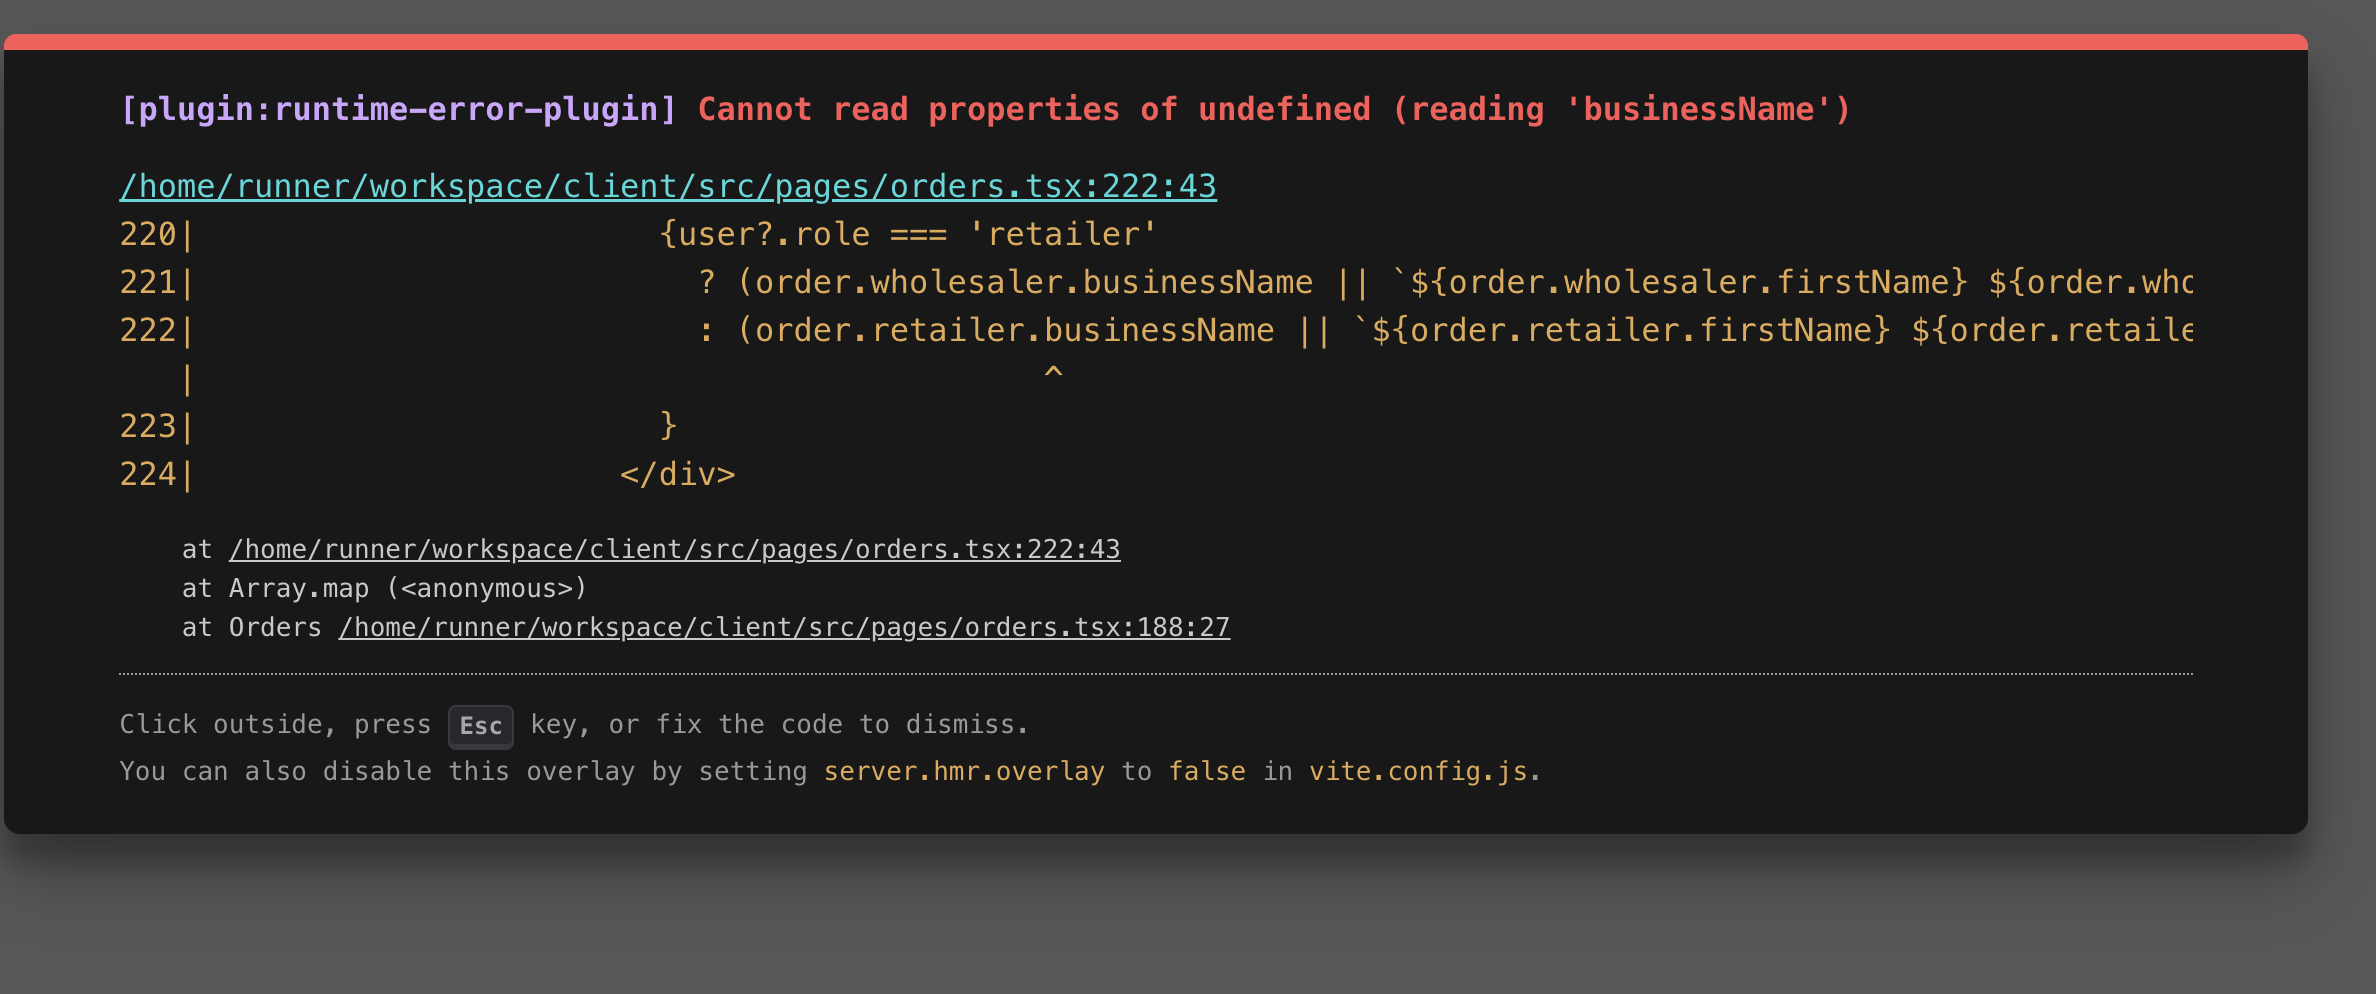 [plugin:runtime-error-plugin] Cannot read properties of undefined (reading 'businessName')
/home/runner/workspace/client/src/pages/orders.tsx:222:43
220|                        {user?.role === 'retailer'
221|                          ? (order.wholesaler.businessName || `${order.wholesaler.firstName} ${order.who
222|                          : (order.retailer.businessName || `${order.retailer.firstName} ${order.retaile
   |                                            ^
223|                        }
224|                      </div>
    at /home/runner/workspace/client/src/pages/orders.tsx:222:43
    at Array.map (<anonymous>)
    at Orders /home/runner/workspace/client/src/pages/orders.tsx:188:27
Click outside, press Esc key, or fix the code to dismiss.
You can also disable this overlay by setting server.hmr.overlay to false in vite.config.js.